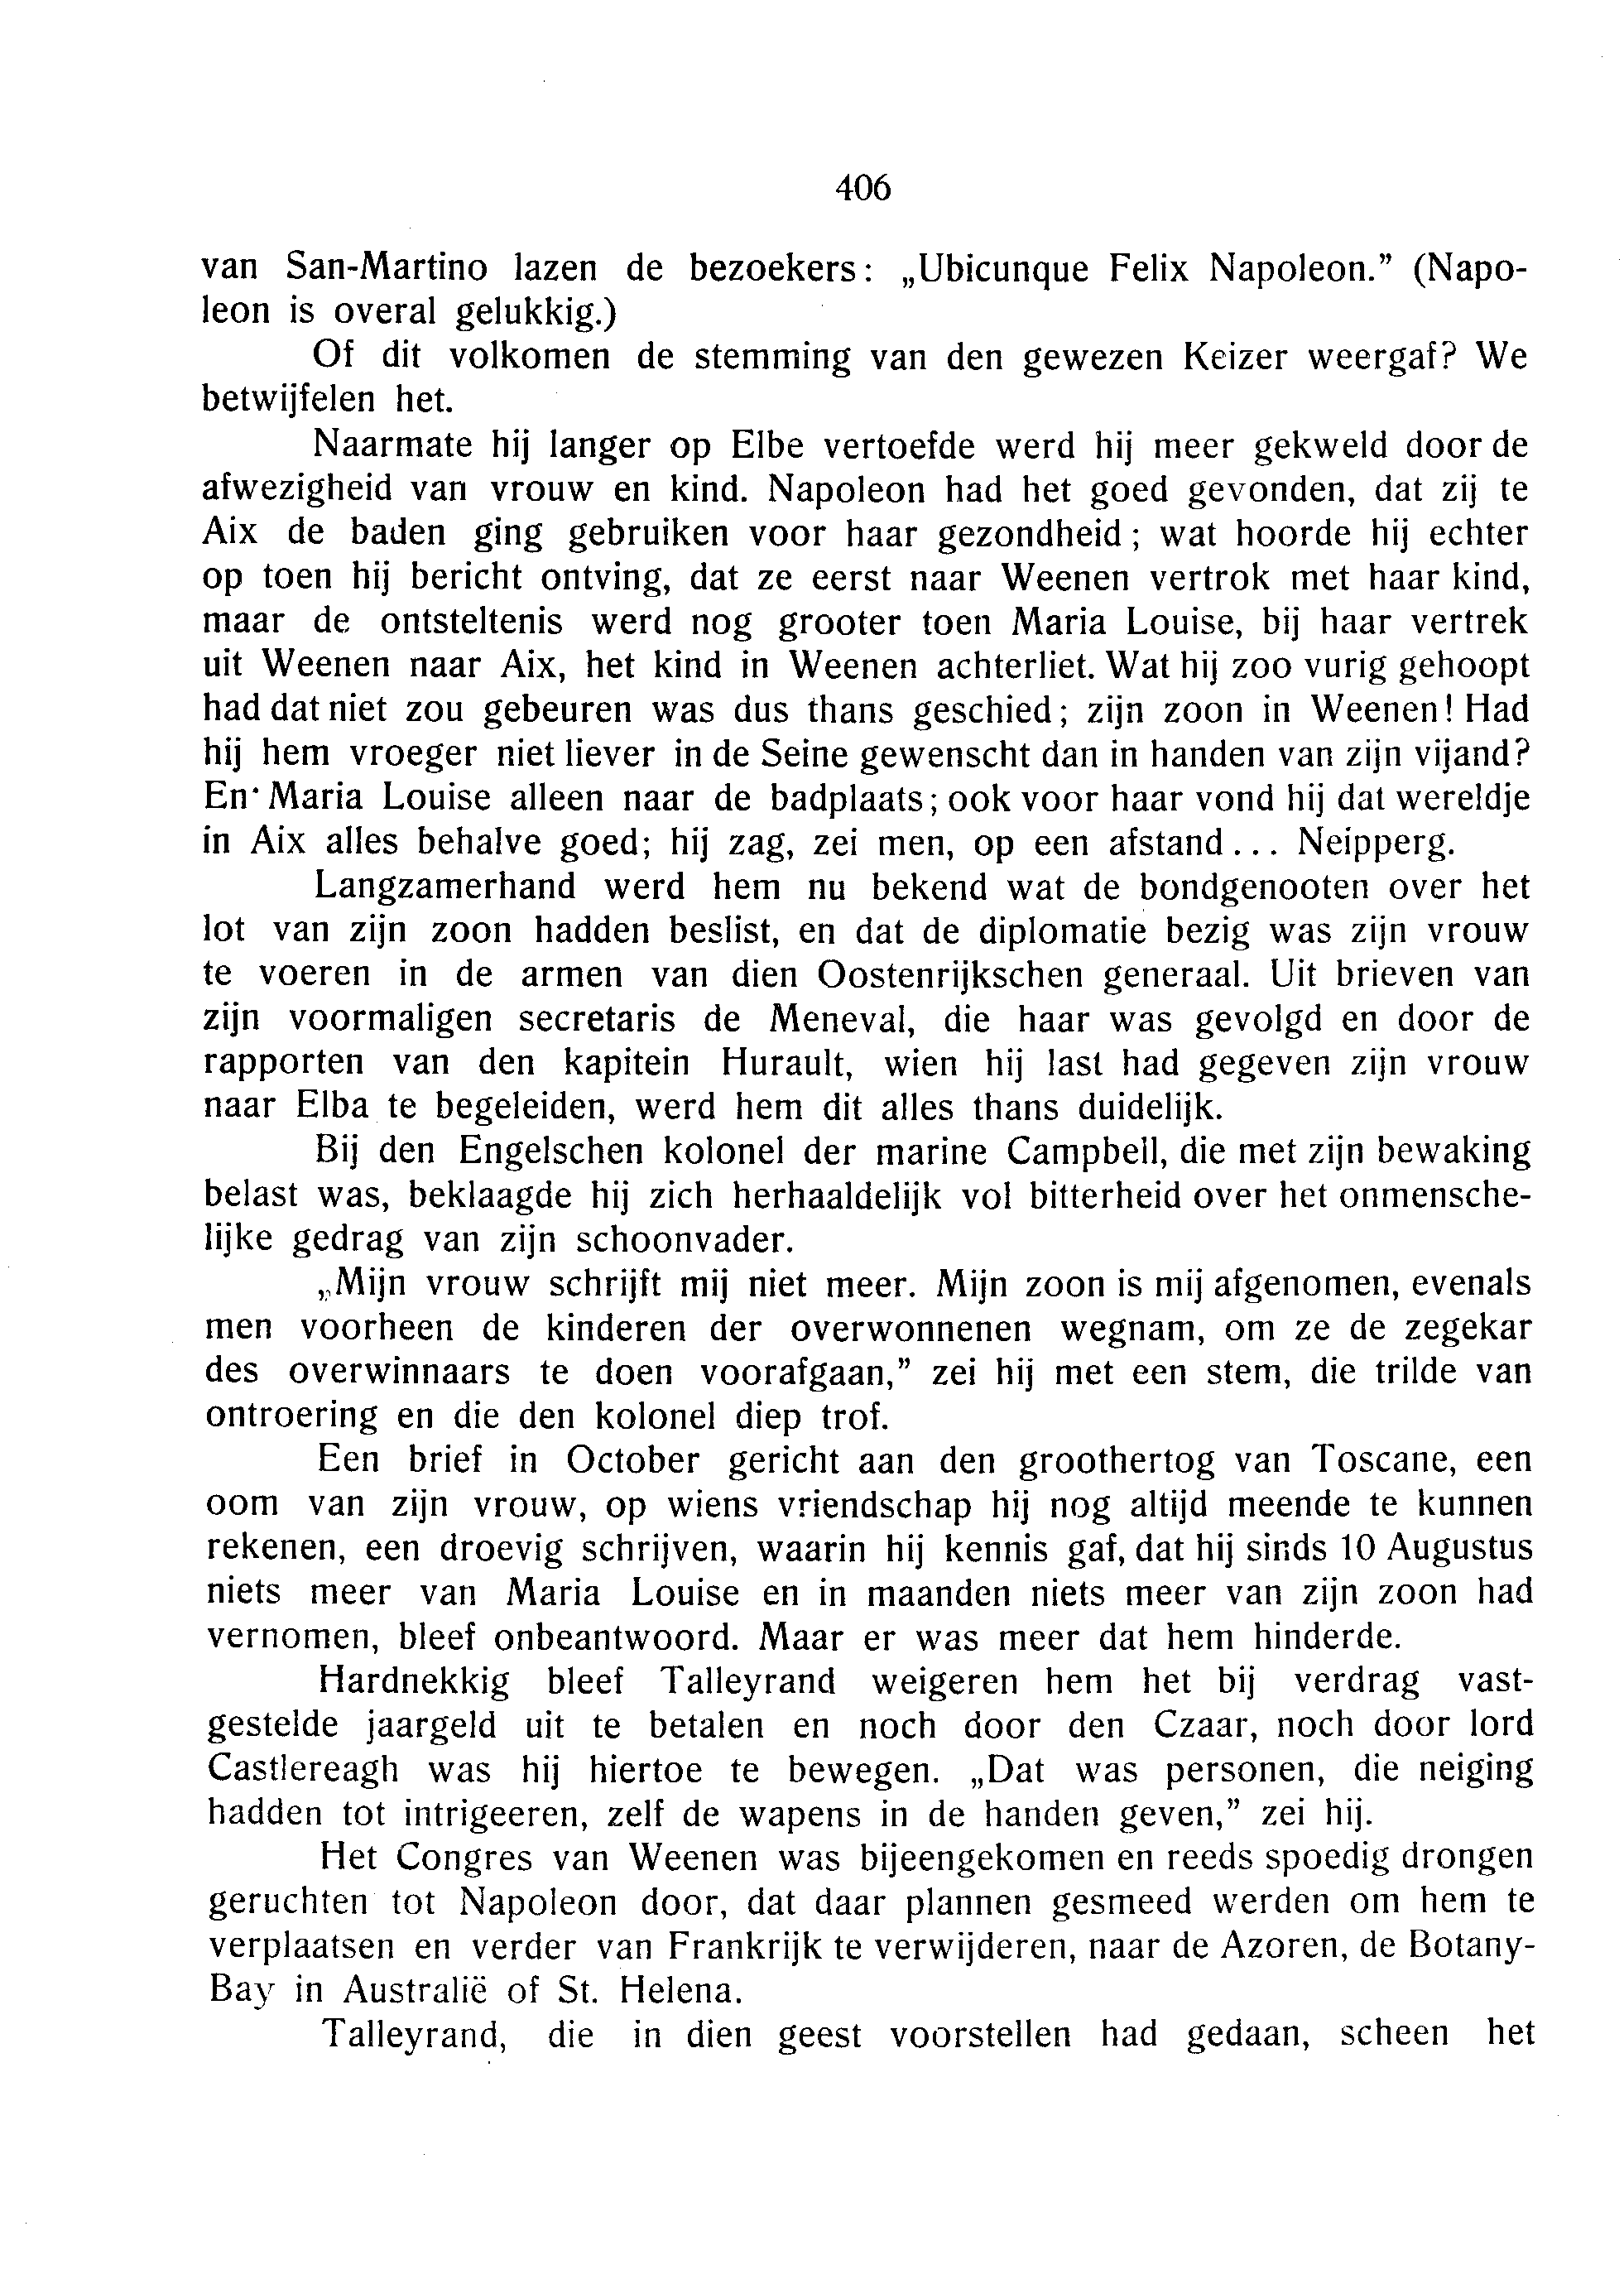 406
van San-Martino lazen de bezoekers: „Ubicunque Felix Napoleon.” (Napo-
leon is overal gelukkig.)
Of dit volkomen de stemming van den gewezen Keizer weergaf? We
betwijfelen het.
Naarmate hij langer op Elbe vertoefde werd hij meer gekweld door de
afwezigheid van vrouw en kind. Napoleon had het goed gevonden, dat zij te
Aix de baden ging gebruiken voor haar gezondheid; wat hoorde hij echter
op toen hij bericht ontving, dat ze eerst naar Weenen vertrok met haar kind,
maar de ontsteltenis werd nog grooter toen Maria Louise, bij haar vertrek
uit Weenen naar Aix, het kind in Weenen achterliet. Wat hij zoo vurig gehoopt
had dat niet zou gebeuren was dus thans geschied; zijn zoon in Weenen! Had
hij hem vroeger niet liever in de Seine gewenscht dan in handen van zijn vijand?
En Maria Louise alleen naar de badplaats; ook voor haar vond hij dat wereldje
in Aix alles behalve goed; hij zag, zei men, op een afstand... Neipperg.
Langzamerhand werd hem nu bekend wat de bondgenooten over het
lot van zijn zoon hadden beslist, en dat de diplomatie bezig was zijn vrouw
te voeren in de armen van dien Oostenrijkschen generaal. Uit brieven van
zijn voormaligen secretaris de Meneval, die haar was gevolgd en door de
rapporten van den kapitein Hurault, wien hij last had gegeven zijn vrouw
naar Elba te begeleiden, werd hem dit alles thans duidelijk.
Bij den Engelschen kolonel der marine Campbell, die met zijn bewaking
belast was, beklaagde hij zich herhaaldelijk vol bitterheid over het onmensche-
lijke gedrag van zijn schoonvader.
„Mijn vrouw schrijft mij niet meer. Mijn zoon is mij afgenomen, evenals
men voorheen de kinderen der overwonnenen wegnam, om ze de zegekar
des overwinnaars te doen voorafgaan,” zei hij met een stem, die trilde van
ontroering en die den kolonel diep trof.
Een brief in October gericht aan den groothertog van Toscane, een
oom van zijn vrouw, op wiens vriendschap hij nog altijd meende te kunnen
rekenen, een droevig schrijven, waarin hij kennis gaf, dat hij sinds 10 Augustus
niets meer van Maria Louise en in maanden niets meer van zijn zoon had
vernomen, bleef onbeantwoord. Maar er was meer dat hem hinderde.
Hardnekkig bleef Talleyrand weigeren hem het bij verdrag vast-
gestelde jaargeld uit te betalen en noch door den Czaar, noch door lord
Castlereagh was hij hiertoe te bewegen. „Dat was personen, die neiging
hadden tot intrigeeren, zelf de wapens in de handen geven,” zei hij.
Het Congres van Weenen was bijeengekomen en reeds spoedig drongen
geruchten tot Napoleon door, dat daar plannen gesmeed werden om hem te
verplaatsen en verder van Frankrijk te verwijderen, naar de Azoren, de Botany-
Bay in Australië of St. Helena.
Talleyrand, die in dien geest voorstellen had gedaan, scheen het